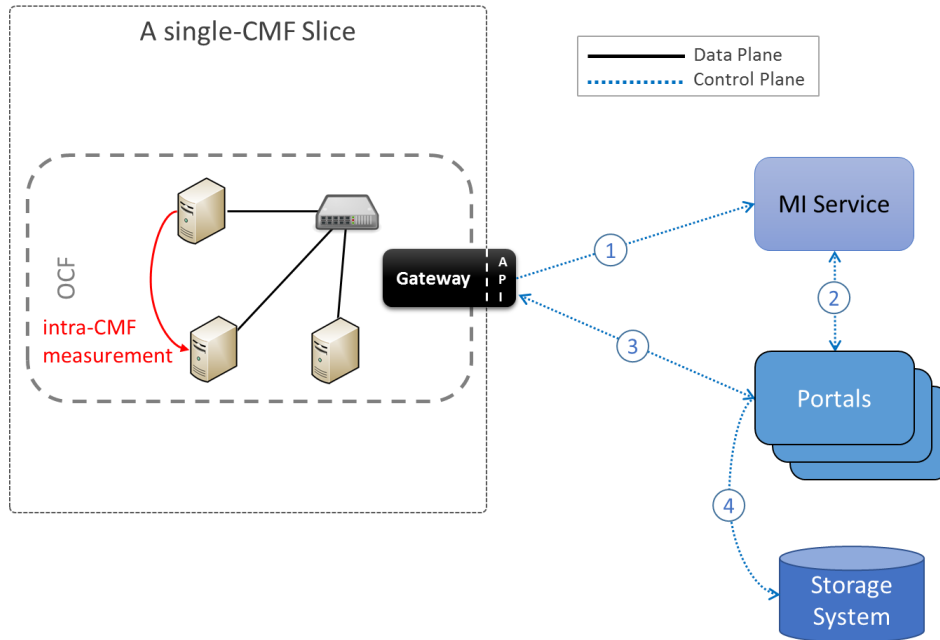 A single-CMF Slice
Data Plane
Control Plane
MI Service
1
OCF
Gateway
API
2
intra-CMF
measurement
3
Portals
4
Storage
System